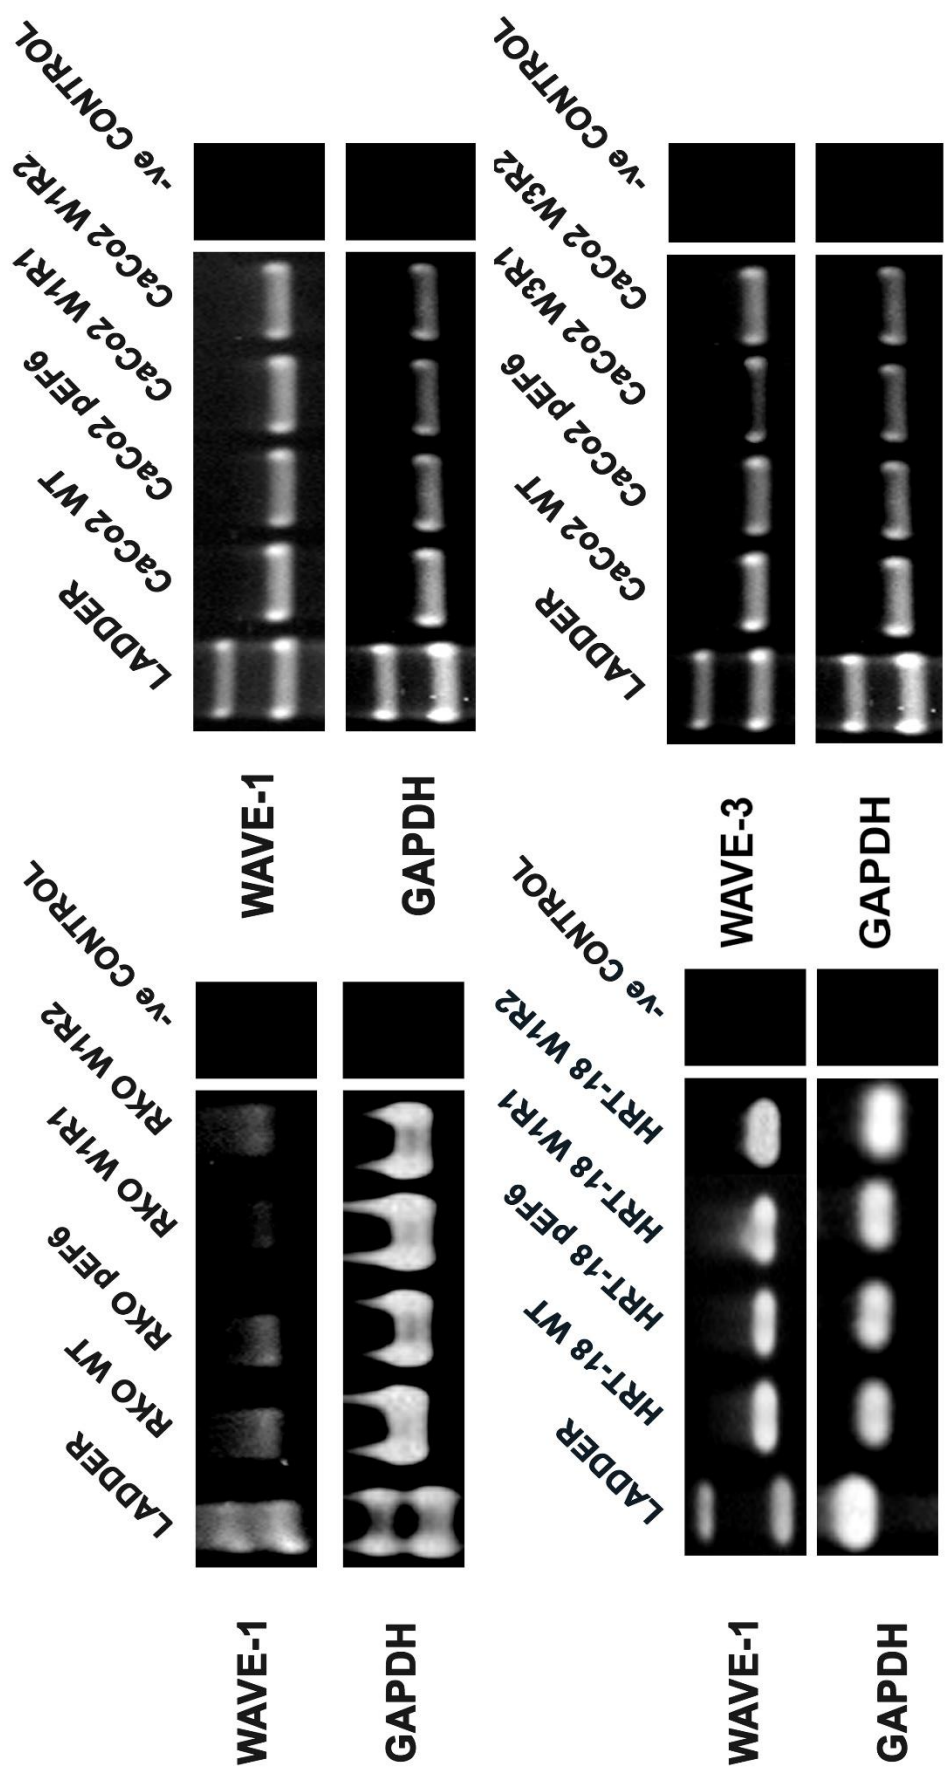 LADDER
RKO WT
RKO pEF6
RKO W1R1
RKO W1R2
-ve CONTROL
WAVE-1
GAPDH
LADDER
CaCo2 WT
CaCo2 pEF6
CaCo2 W1R1
CaCo2 W1R2
-ve CONTROL
WAVE-1
GAPDH
LADDER
HRT-18 WT
HRT-18 pEF6
HRT-18 W1R1
HRT-18 W1R2
-ve CONTROL
WAVE-1
GAPDH
LADDER
CaCo2 WT
CaCo2 pEF6
CaCo2 W3R1
CaCo2 W3R2
-ve CONTROL
WAVE-3
GAPDH